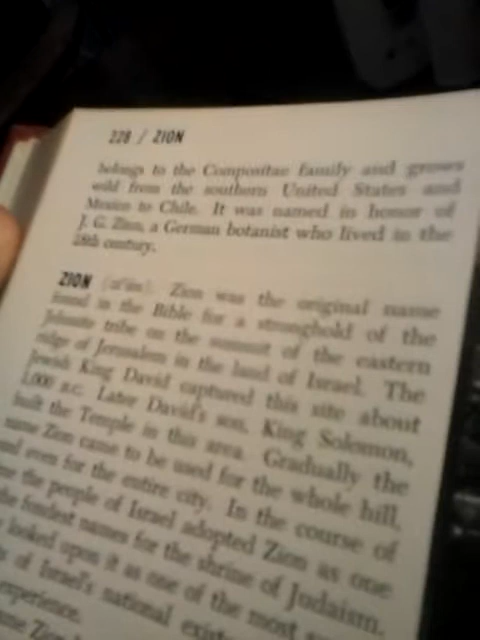 228 / ZION
belongs to the Compositae family and grows
wild from the southern United States and
Mexico to Chile. It was named in honor of
J. G. Zinn, a German botanist who lived in the
18th century.
ZION Zion was the original name
found in the Bible for a stronghold of the
Jebusite tribe on the summit of the eastern
ridge of Jerusalem in the land of Israel. The
Jewish King David captured this site about
1,000 B.C. Later David's son, King Solomon,
built the Temple in this area. Gradually the
name Zion came to be used for the whole hill,
and even for the entire city. In the course of
the people of Israel adopted Zion as one
the fondest names for the shrine of Judaism.
looked upon it as one of the most
of Israel's national
experience.
Zion